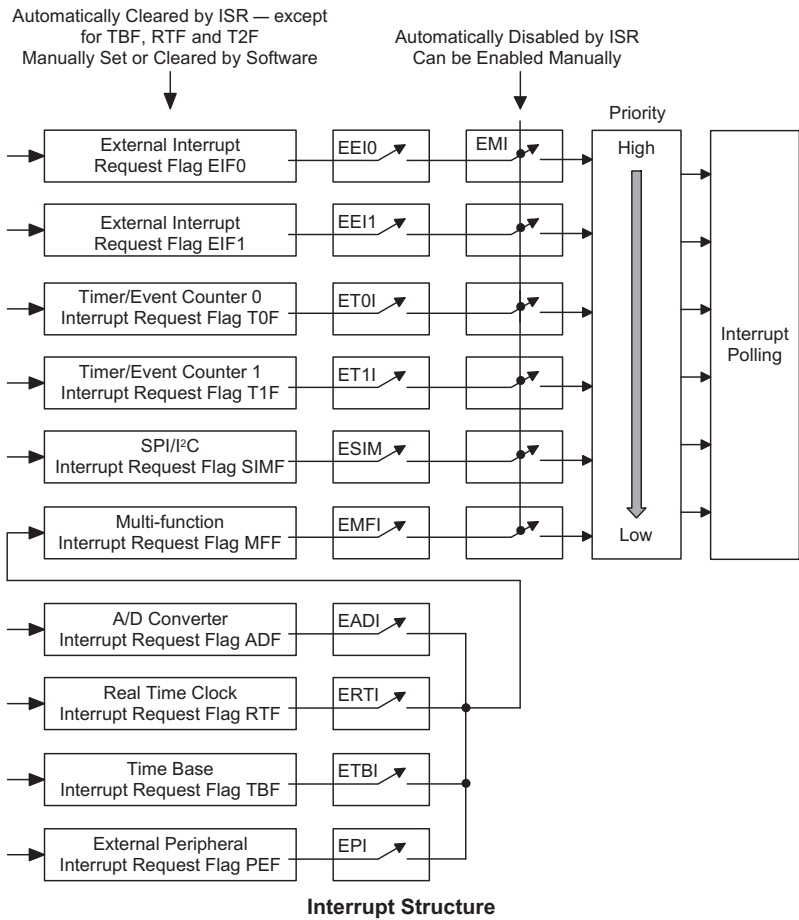 Automatically Cleared by ISR — except
for TBF, RTF and T2F
Manually Set or Cleared by Software
Automatically Disabled by ISR
Can be Enabled Manually
Priority
External Interrupt
Request Flag EIF0
EEI0
EMI
High
External Interrupt
Request Flag EIF1
EEI1
Timer/Event Counter 0
Interrupt Request Flag T0F
ET0I
Timer/Event Counter 1
Interrupt Request Flag T1F
ET1I
Interrupt
Polling
SPI/I²C
Interrupt Request Flag SIMF
ESIM
Multi-function
Interrupt Request Flag MFF
EMFI
Low
A/D Converter
Interrupt Request Flag ADF
EADI
Real Time Clock
Interrupt Request Flag RTF
ERTI
Time Base
Interrupt Request Flag TBF
ETBI
External Peripheral
Interrupt Request Flag PEF
EPI
Interrupt Structure